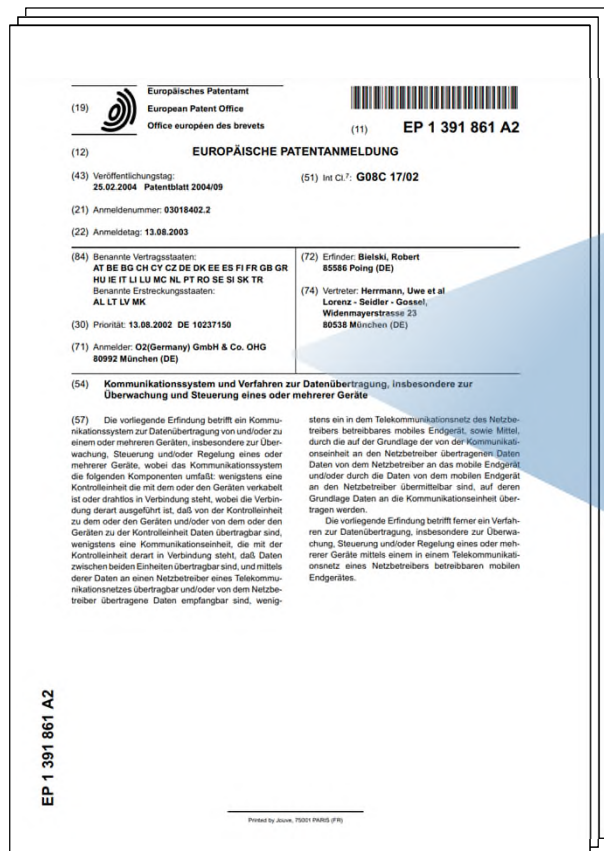 (19)
Europäisches Patentamt
European Patent Office
Office européen des brevets
(11) EP 1 391 861 A2
(12) EUROPÄISCHE PATENTANMELDUNG
(43) Veröffentlichungstag:
25.02.2004 Patentblatt 2004/09
(51) Int Cl.7: G08C 17/02
(21) Anmeldenummer: 03018402.2
(22) Anmeldetag: 13.08.2003
(84) Benannte Vertragsstaaten:
AT BE BG CH CY CZ DE DK EE ES FI FR GB GR
HU IE IT LI LU MC NL PT RO SE SI SK TR
Benannte Erstreckungsstaaten:
AL LT LV MK
(30) Priorität: 13.08.2002 DE 10237150
(71) Anmelder: O2(Germany) GmbH & Co. OHG
80992 München (DE)
(72) Erfinder: Bielski, Robert
85586 Poing (DE)
(74) Vertreter: Herrmann, Uwe et al
Lorenz - Seidler - Gossel,
Widenmayerstrasse 23
80538 München (DE)
(54) Kommunikationssystem und Verfahren zur Datenübertragung, insbesondere zur
Überwachung und Steuerung eines oder mehrerer Geräte
(57) Die vorliegende Erfindung betrifft ein Kommu-
nikationssystem zur Datenübertragung von und/oder zu
einem oder mehreren Geräten, insbesondere zur Über-
wachung, Steuerung und/oder Regelung eines oder
mehrerer Geräte, wobei das Kommunikationssystem
die folgenden Komponenten umfaßt: wenigstens eine
Kontrolleinheit die mit dem oder den Geräten verkabelt
ist oder drahtlos in Verbindung steht, wobei die Verbin-
dung derart ausgeführt ist, daß von der Kontrolleinheit
zu dem oder den Geräten und/oder von dem oder den
Geräten zu der Kontrolleinheit Daten übertragbar sind,
wenigstens eine Kommunikationseinheit, die mit der
Kontrolleinheit derart in Verbindung steht, daß Daten
zwischen beiden Einheiten übertragbar sind, und mittels
derer Daten an einen Netzbetreiber eines Telekommu-
nikationsnetzes übertragbar und/oder von dem Netzbe-
treiber übertragene Daten empfangbar sind, wenig-
stens ein in dem Telekommunikationsnetz des Netzbe-
treibers betreibbares mobiles Endgerät, sowie Mittel,
durch die auf der Grundlage der von der Kommunikati-
onseinheit an den Netzbetreiber übertragenen Daten
Daten von dem Netzbetreiber an das mobile Endgerät
und/oder durch die Daten von dem mobilen Endgerät
an den Netzbetreiber übermittelbar sind, auf deren
Grundlage Daten an die Kommunikationseinheit über-
tragen werden.
Die vorliegende Erfindung betrifft ferner ein Verfah-
ren zur Datenübertragung, insbesondere zur Überwa-
chung, Steuerung und/oder Regelung eines oder meh-
rerer Geräte mittels einem in einem Telekommunikati-
onsnetz eines Netzbetreibers betreibbaren mobilen
Endgerätes.
EP 1 391 861 A2
Printed by Jouve, 75001 PARIS (FR)